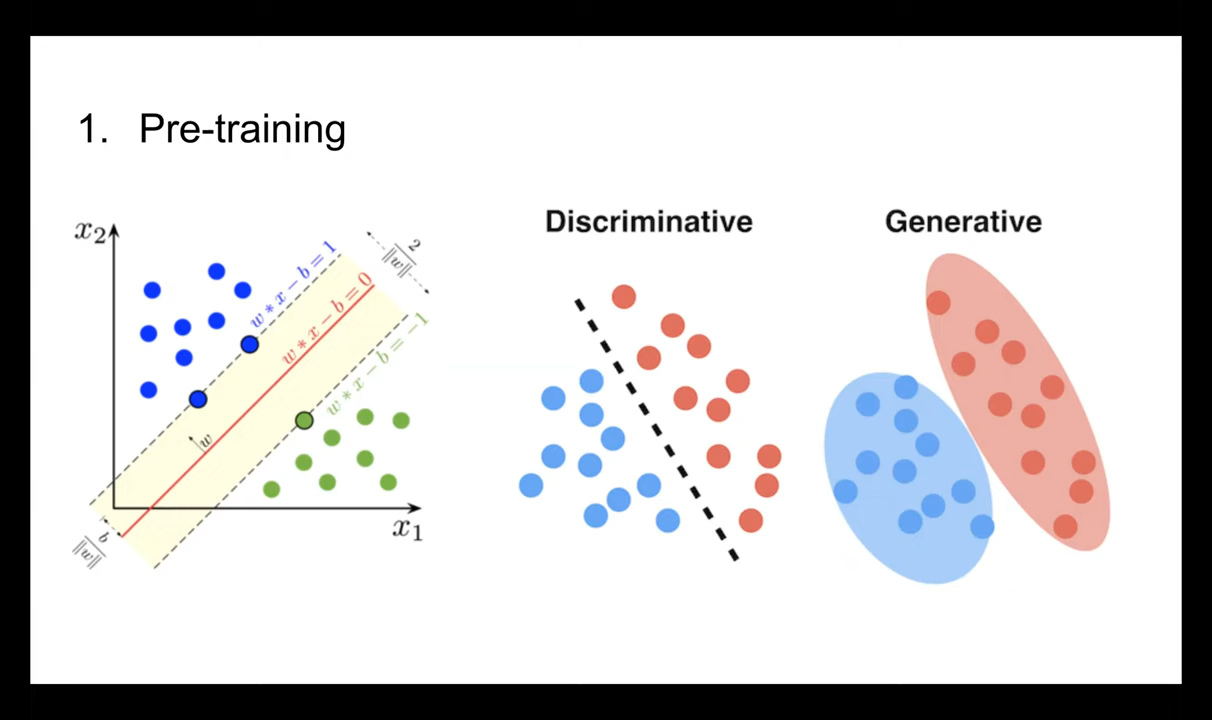 1. Pre-training
x₂
w * x − b = 1
w * x − b = 0
w * x − b = −1
2
‖w‖
w
b
‖w‖
x₁
Discriminative
Generative